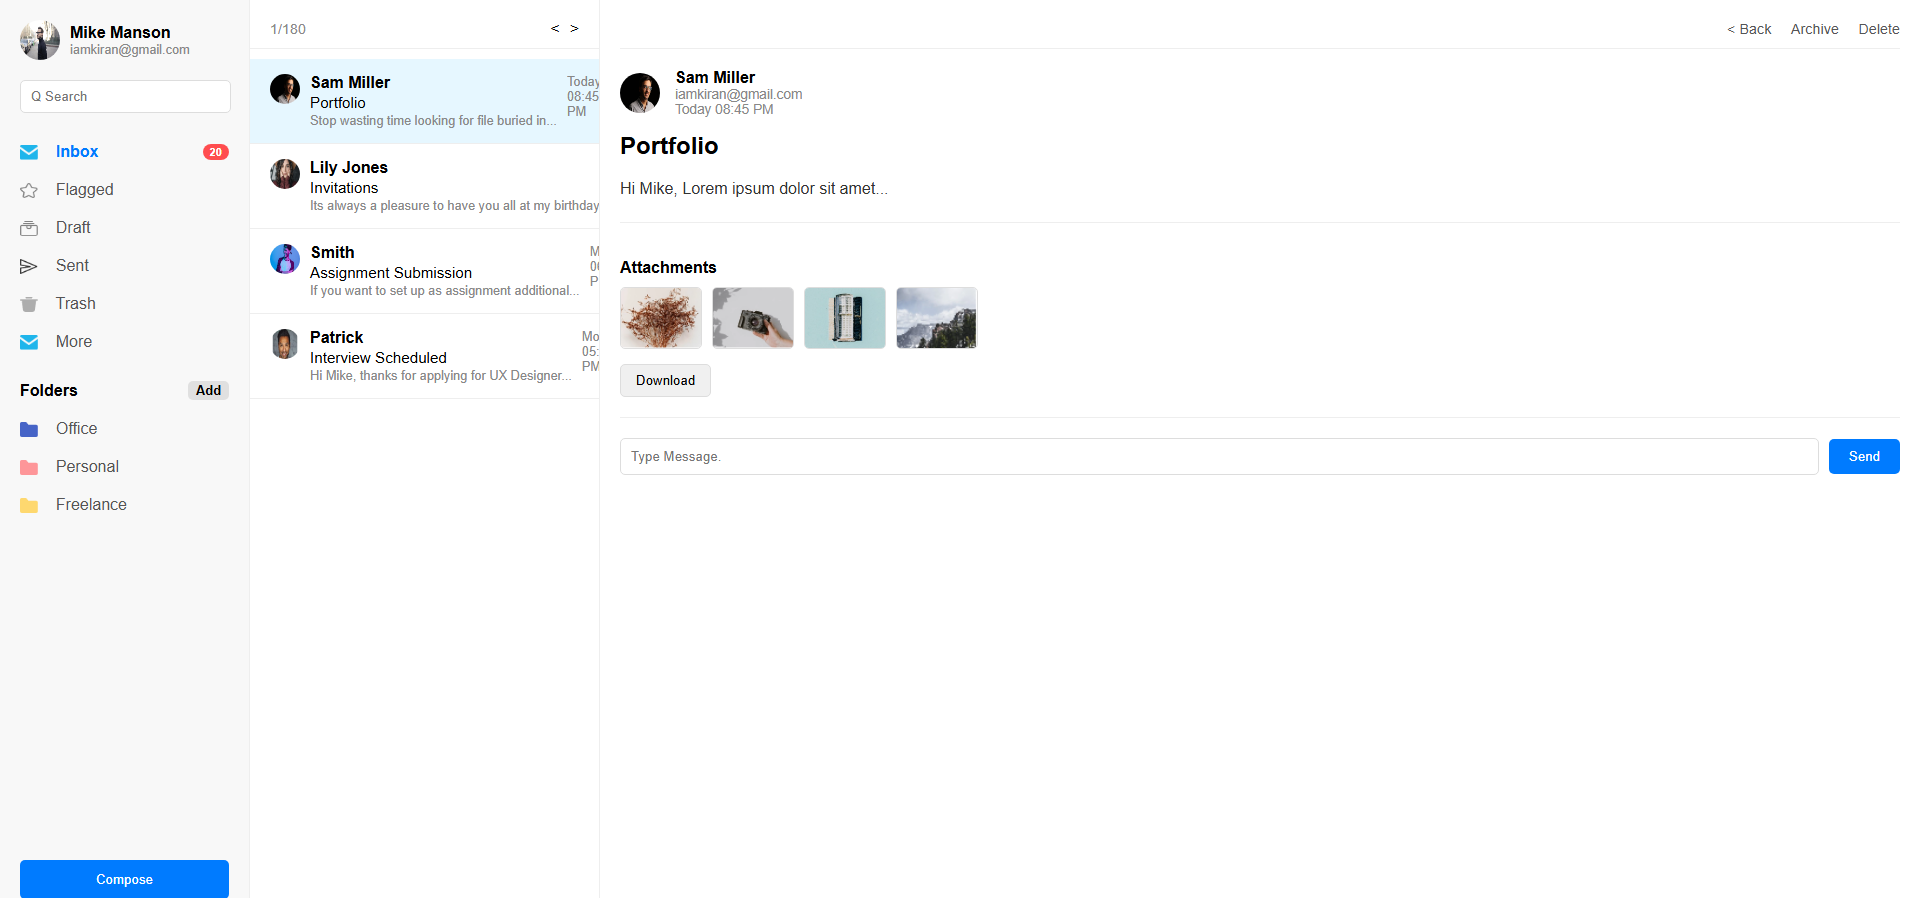 Mike Manson
iamkiran@gmail.com
Q Search
Inbox 20
Flagged
Draft
Sent
Trash
More
Folders Add
Office
Personal
Freelance
Compose
1/180 < >
Sam Miller
Today
08:45
PM
Portfolio
Stop wasting time looking for file buried in...
Lily Jones
Invitations
Its always a pleasure to have you all at my birthday
Smith
Assignment Submission
If you want to set up as assignment additional...
Patrick
05:
PM
Interview Scheduled
Hi Mike, thanks for applying for UX Designer...
< Back Archive Delete
Sam Miller
iamkiran@gmail.com
Today 08:45 PM
Portfolio
Hi Mike, Lorem ipsum dolor sit amet...
Attachments
Download
Type Message.
Send